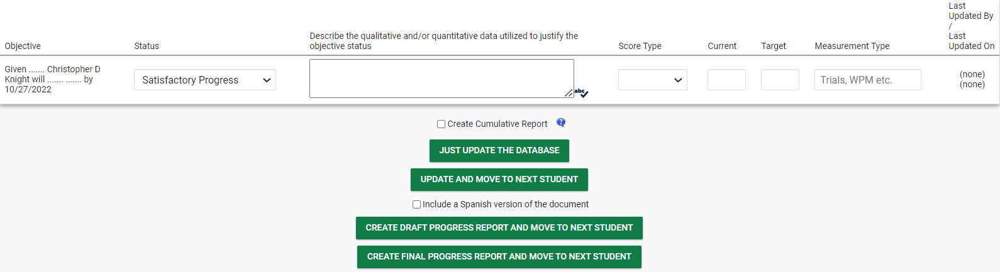 Last
Updated By
/
Last
Updated On
Describe the qualitative and/or quantitative data utilized to justify the
objective status
Objective
Status
Score Type
Current
Target
Measurement Type
Given ....... Christopher D
Knight will ....... ....... by
10/27/2022
Satisfactory Progress
abc
Trials, WPM etc.
(none)
(none)
Create Cumulative Report
?
JUST UPDATE THE DATABASE
UPDATE AND MOVE TO NEXT STUDENT
Include a Spanish version of the document
CREATE DRAFT PROGRESS REPORT AND MOVE TO NEXT STUDENT
CREATE FINAL PROGRESS REPORT AND MOVE TO NEXT STUDENT